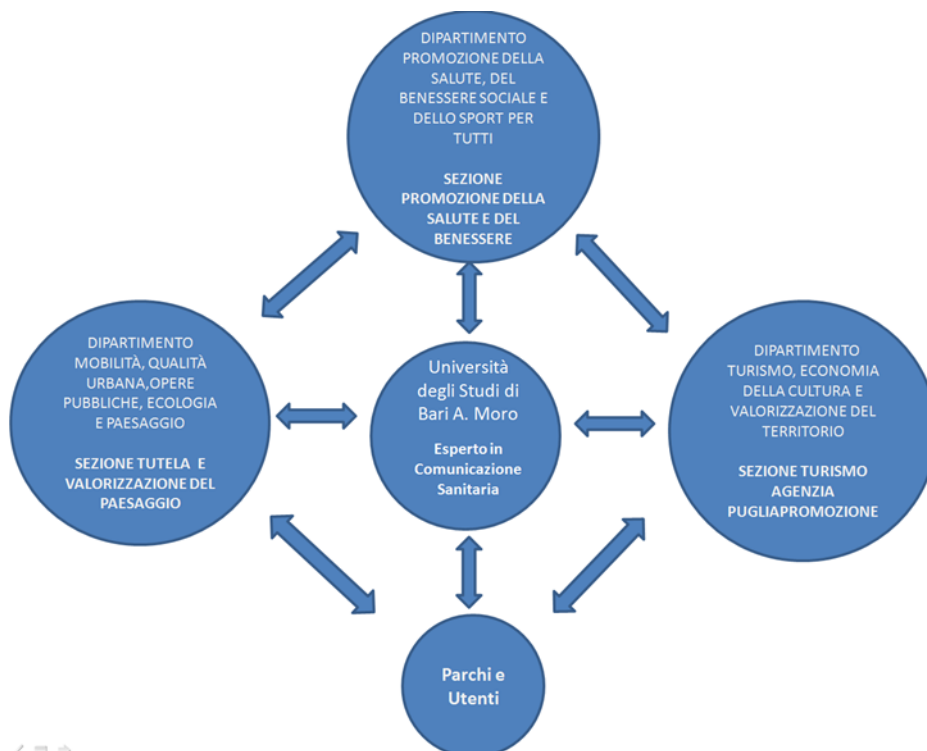 DIPARTIMENTO
PROMOZIONE DELLA
SALUTE, DEL
BENESSERE SOCIALE E
DELLO SPORT PER
TUTTI
SEZIONE
PROMOZIONE DELLA
SALUTE E DEL
BENESSERE
DIPARTIMENTO
MOBILITÀ, QUALITÀ
URBANA,OPERE
PUBBLICHE, ECOLOGIA
E PAESAGGIO
SEZIONE TUTELA E
VALORIZZAZIONE DEL
PAESAGGIO
Università
degli Studi di
Bari A. Moro
Esperto in
Comunicazione
Sanitaria
DIPARTIMENTO
TURISMO, ECONOMIA
DELLA CULTURA E
VALORIZZAZIONE DEL
TERRITORIO
SEZIONE TURISMO
AGENZIA
PUGLIAPROMOZIONE
Parchi e
Utenti